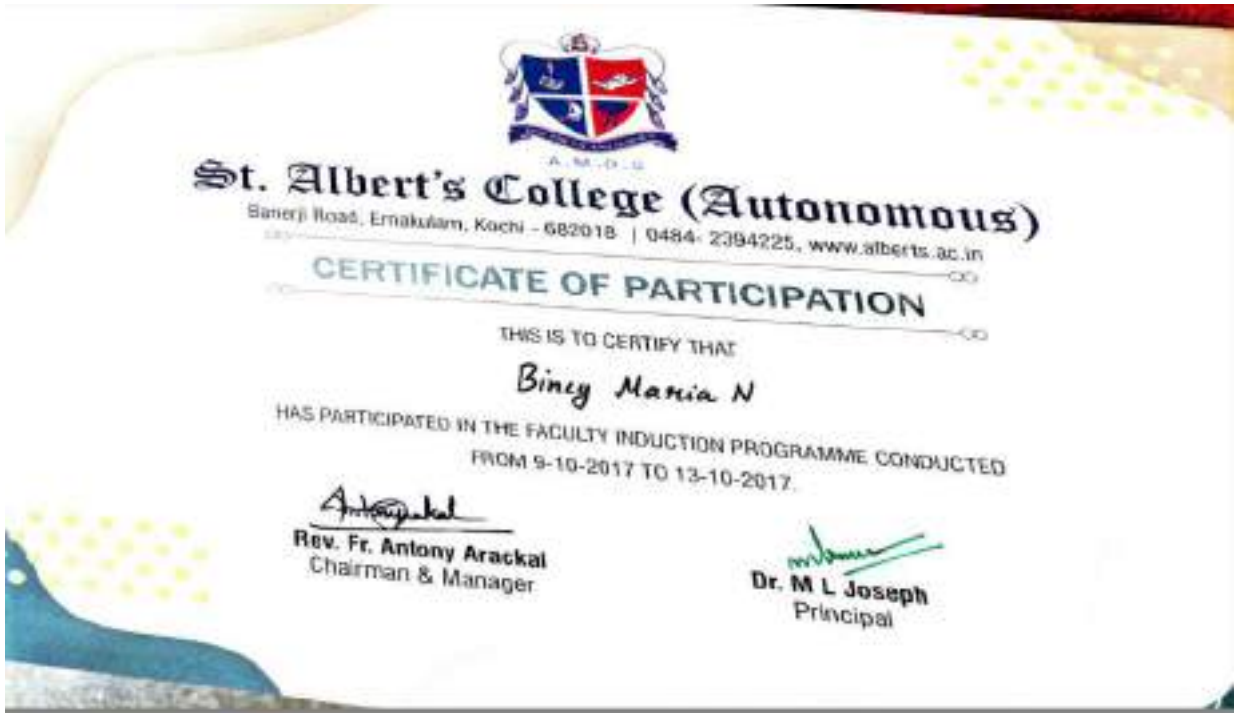 A.M.D.G
St. Albert's College (Autonomous)
Banerji Road, Ernakulam, Kochi - 682018 | 0484- 2394225, www.alberts.ac.in
CERTIFICATE OF PARTICIPATION
THIS IS TO CERTIFY THAT
Bincy Maria N
HAS PARTICIPATED IN THE FACULTY INDUCTION PROGRAMME CONDUCTED
FROM 9-10-2017 TO 13-10-2017.
Rev. Fr. Antony Arackal
Chairman & Manager
Dr. M L Joseph
Principal